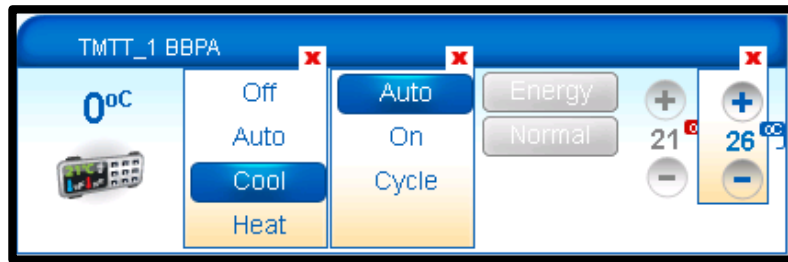 TMTT_1 BBPA
x x x
0°C
Off
Auto
Cool
Heat
Auto
On
Cycle
Energy
Normal
+
21
-
+
26 °C
-